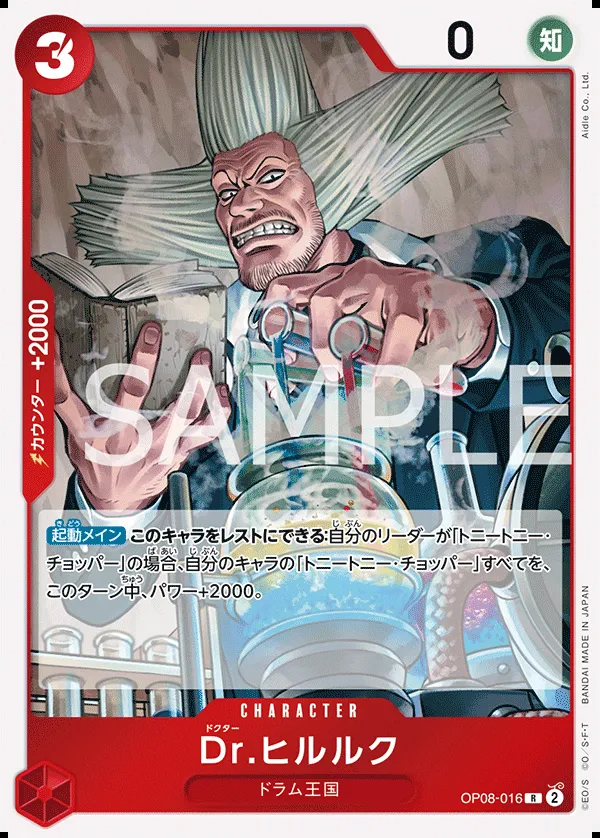 3
0
知
Aidle Co., Ltd.
カウンター +2000
SAMPLE
起動メイン このキャラをレストにできる:自分のリーダーが「トニートニー・
チョッパー」の場合、自分のキャラの「トニートニー・チョッパー」すべてを、
このターン中、パワー+2000。
CHARACTER
ドクター
Dr.ヒルルク
ドラム王国
OP08-016 R 2
©E.O/S ©O/S・F・T BANDAI MADE IN JAPAN